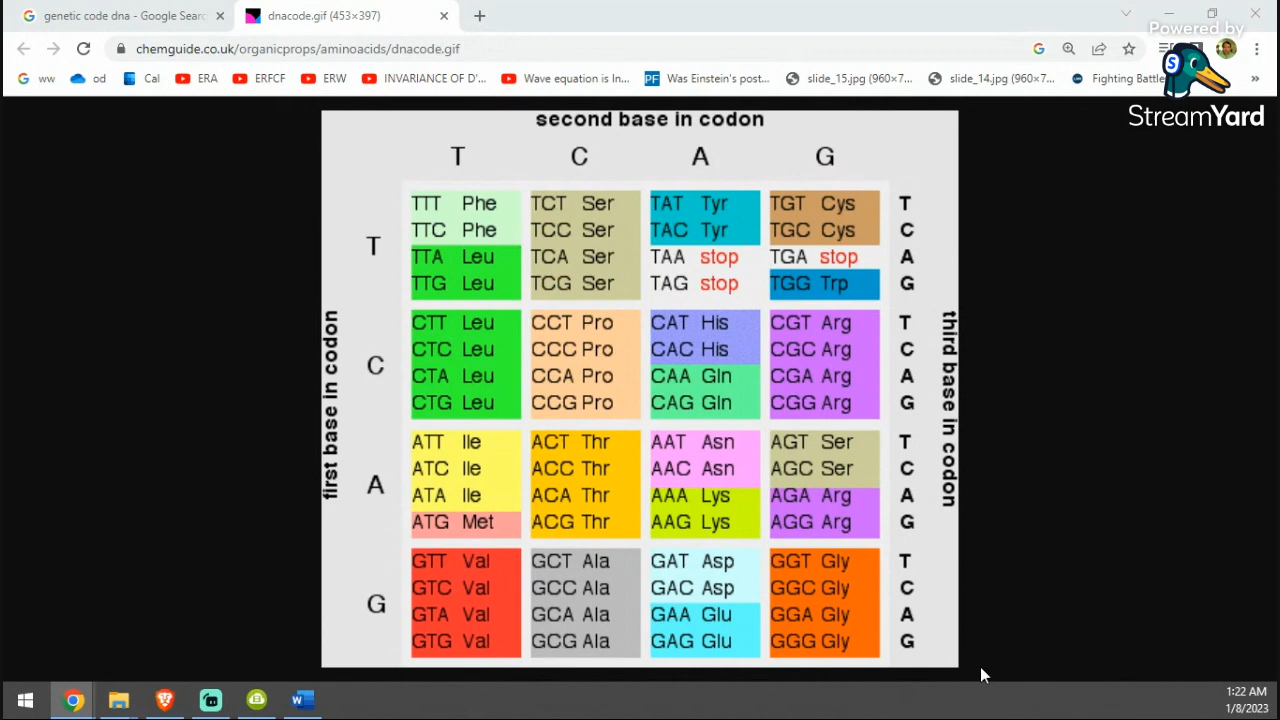 genetic code dna - Google Searc
dnacode.gif (453×397)
Powered by
chemguide.co.uk/organicprops/aminoacids/dnacode.gif
ww
od
Cal
ERA
ERFCF
ERW
INVARIANCE OF D'...
Wave equation is In...
Was Einstein's post...
slide_15.jpg (960×7...
slide_14.jpg (960×7...
Fighting Battle
StreamYard
second base in codon
T C A G
TTT Phe TCT Ser TAT Tyr TGT Cys T
TTC Phe TCC Ser TAC Tyr TGC Cys C
T
TTA Leu TCA Ser TAA stop TGA stop A
TTG Leu TCG Ser TAG stop TGG Trp G
first base in codon
third base in codon
CTT Leu CCT Pro CAT His CGT Arg T
CTC Leu CCC Pro CAC His CGC Arg C
C
CTA Leu CCA Pro CAA Gln CGA Arg A
CTG Leu CCG Pro CAG Gln CGG Arg G
ATT Ile ACT Thr AAT Asn AGT Ser T
ATC Ile ACC Thr AAC Asn AGC Ser C
A
ATA Ile ACA Thr AAA Lys AGA Arg A
ATG Met ACG Thr AAG Lys AGG Arg G
GTT Val GCT Ala GAT Asp GGT Gly T
GTC Val GCC Ala GAC Asp GGC Gly C
G
GTA Val GCA Ala GAA Glu GGA Gly A
GTG Val GCG Ala GAG Glu GGG Gly G
1:22 AM
1/8/2023